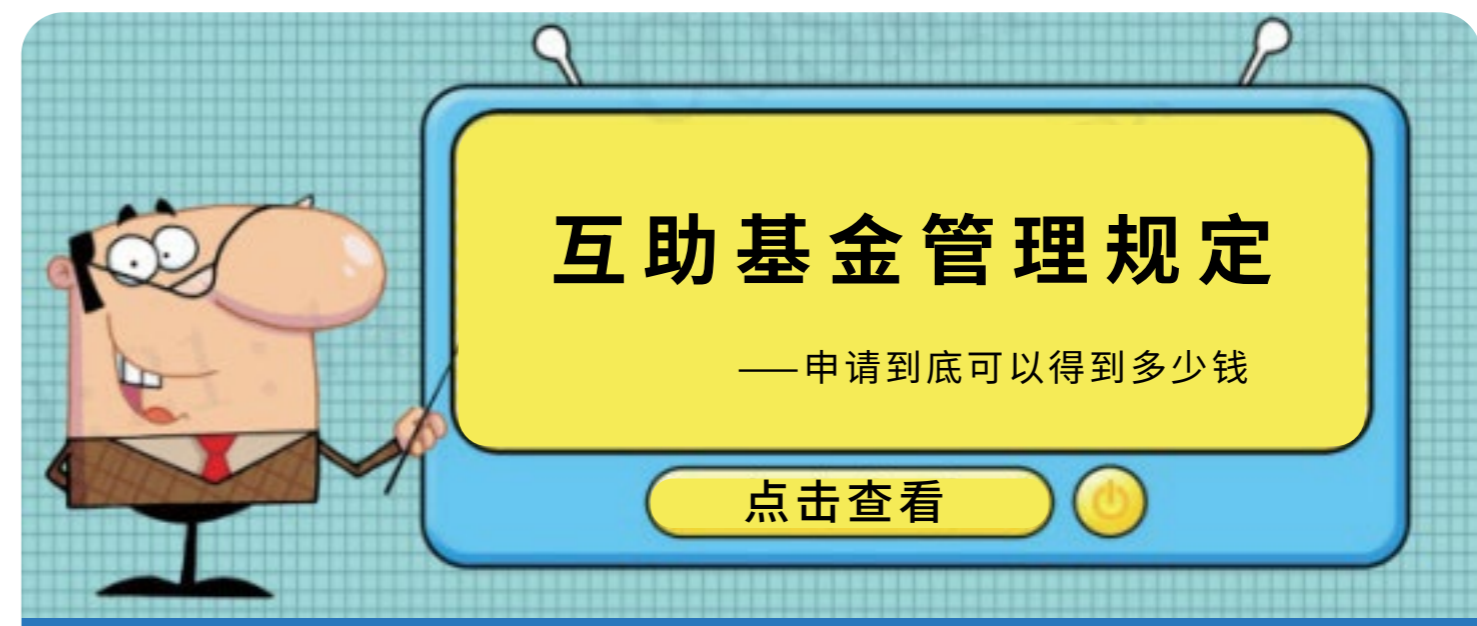 互助基金管理规定
——申请到底可以得到多少钱
点击查看